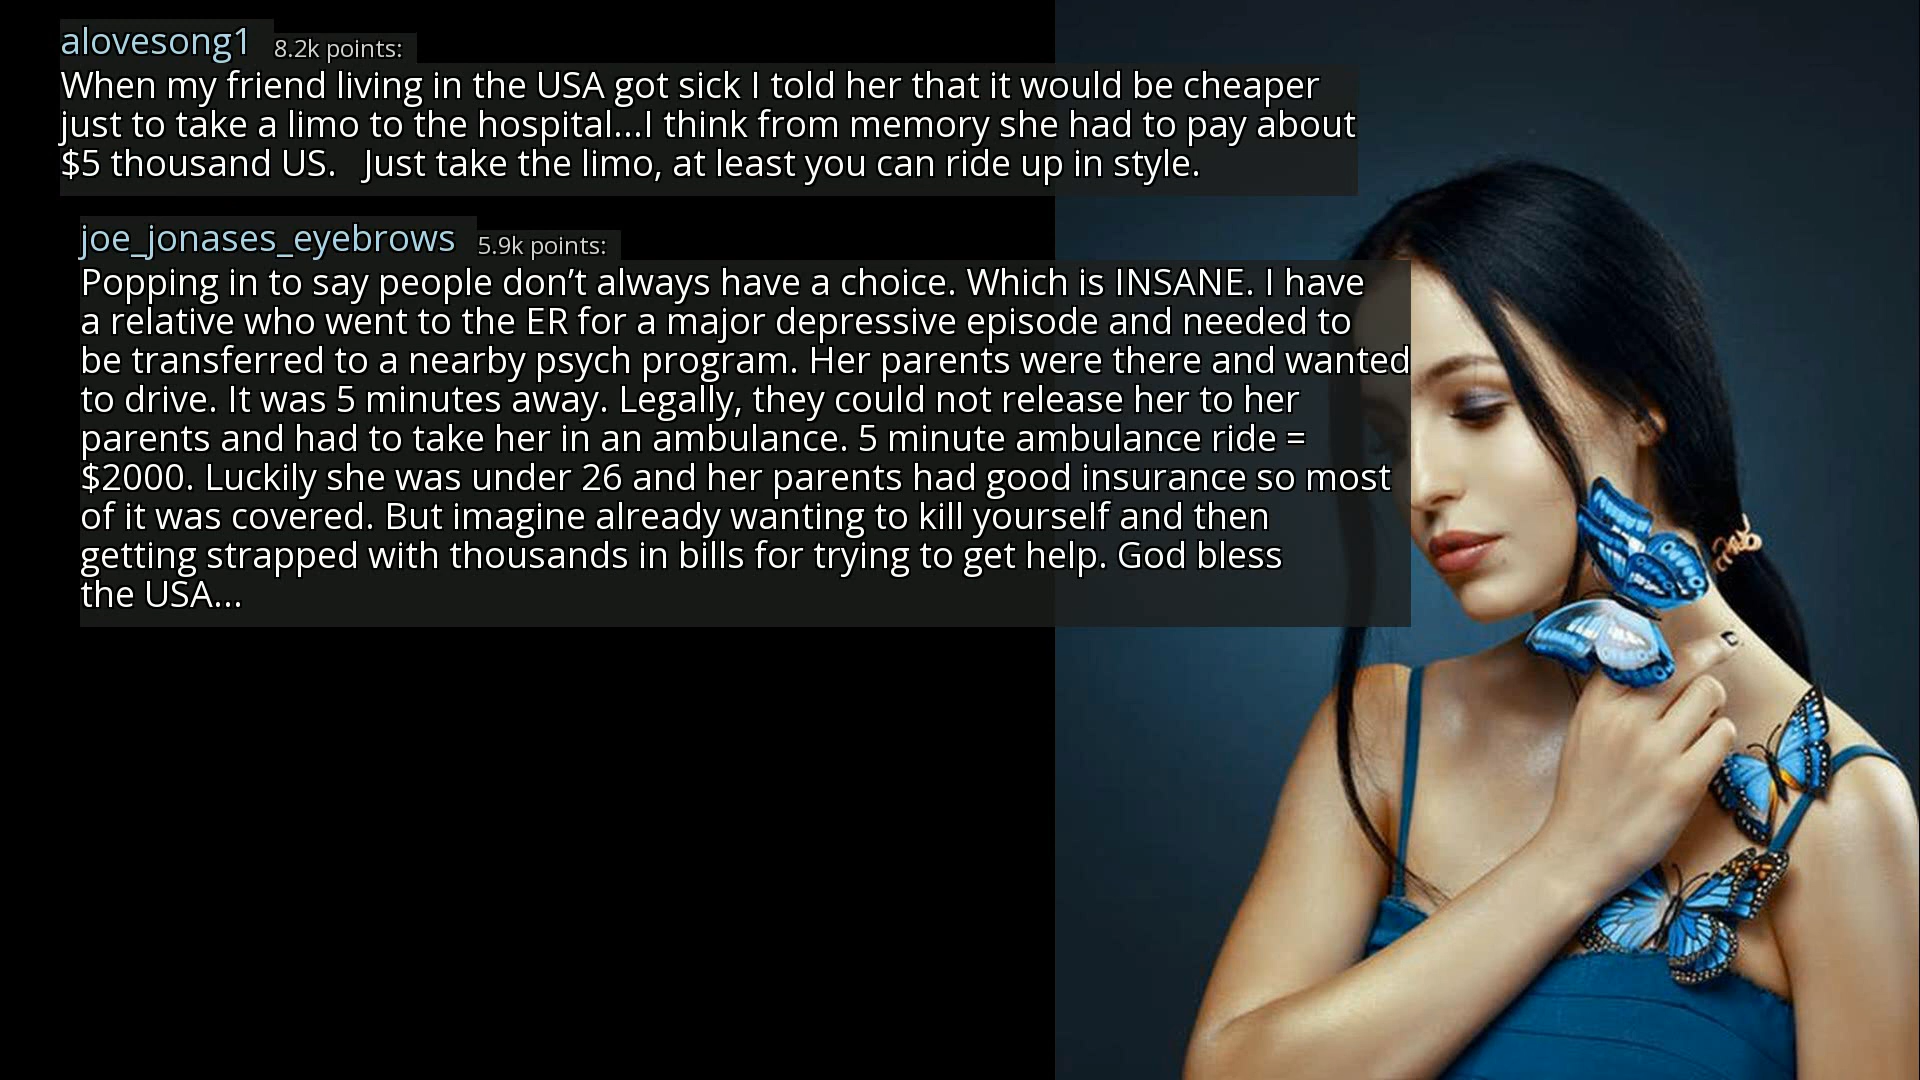 alovesong1 8.2k points:
When my friend living in the USA got sick I told her that it would be cheaper
just to take a limo to the hospital...I think from memory she had to pay about
$5 thousand US.   Just take the limo, at least you can ride up in style.
joe_jonases_eyebrows 5.9k points:
Popping in to say people don’t always have a choice. Which is INSANE. I have
a relative who went to the ER for a major depressive episode and needed to
be transferred to a nearby psych program. Her parents were there and wanted
to drive. It was 5 minutes away. Legally, they could not release her to her
parents and had to take her in an ambulance. 5 minute ambulance ride =
$2000. Luckily she was under 26 and her parents had good insurance so most
of it was covered. But imagine already wanting to kill yourself and then
getting strapped with thousands in bills for trying to get help. God bless
the USA...